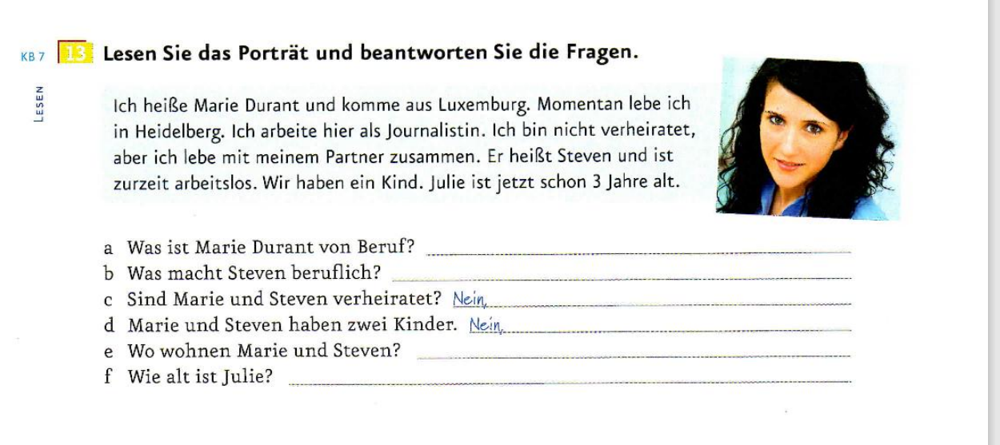 KB 7 13 Lesen Sie das Porträt und beantworten Sie die Fragen.
LESEN
Ich heiße Marie Durant und komme aus Luxemburg. Momentan lebe ich
in Heidelberg. Ich arbeite hier als Journalistin. Ich bin nicht verheiratet,
aber ich lebe mit meinem Partner zusammen. Er heißt Steven und ist
zurzeit arbeitslos. Wir haben ein Kind. Julie ist jetzt schon 3 Jahre alt.
a Was ist Marie Durant von Beruf?
b Was macht Steven beruflich?
c Sind Marie und Steven verheiratet? Nein,
d Marie und Steven haben zwei Kinder. Nein,
e Wo wohnen Marie und Steven?
f Wie alt ist Julie?